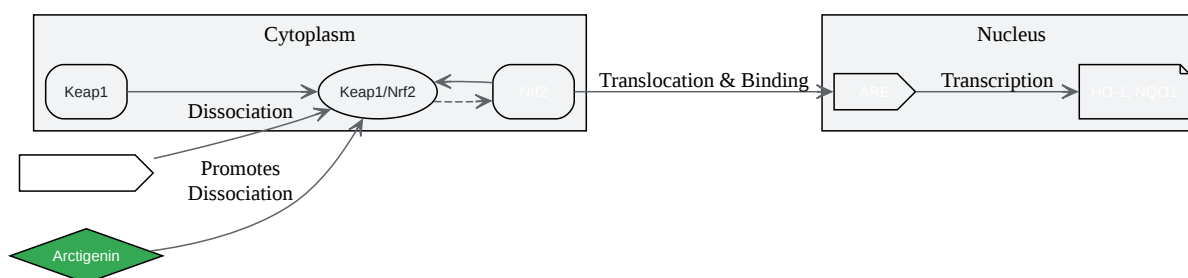 Cytoplasm
Nucleus
Keap1
Keap1/Nrf2
Nrf2
Translocation & Binding
ARE
Transcription
HO-1, NQO1
Dissociation
Promotes
Dissociation
Arctigenin